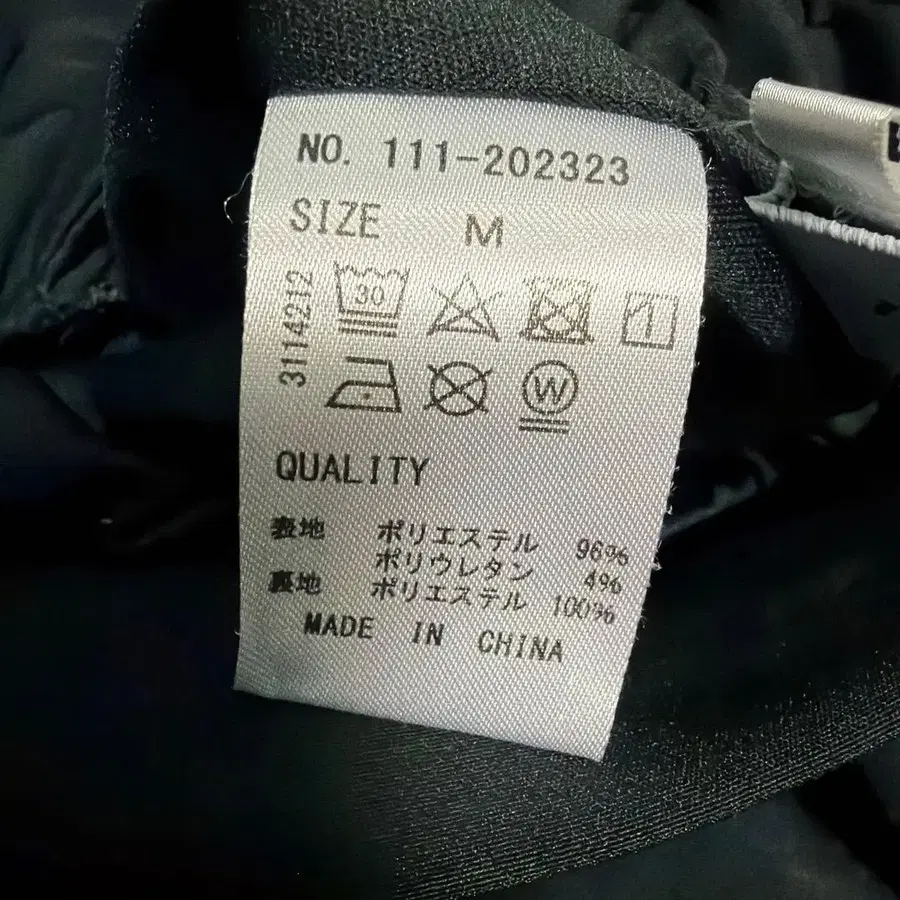 NO. 111-202323
SIZE M
3114212
30
W
QUALITY
表地 ポリエステル 96%
ポリウレタン 4%
裏地 ポリエステル 100%
MADE IN CHINA